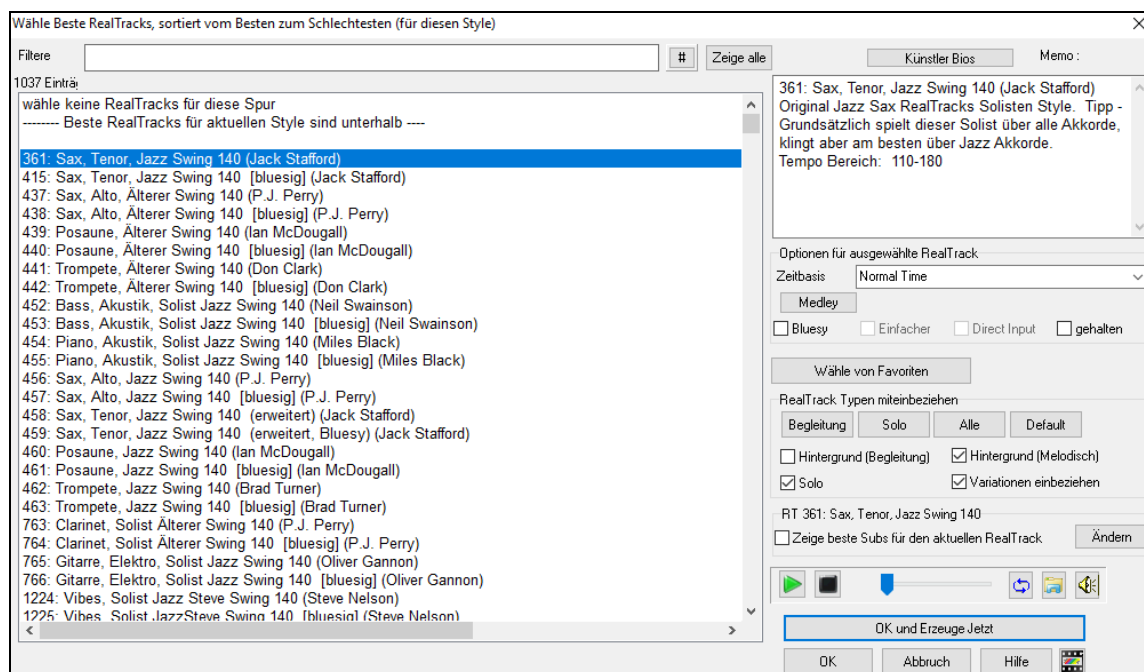 Wähle Beste RealTracks, sortiert vom Besten zum Schlechtesten (für diesen Style)
Filtere
#
Zeige alle
1037 Einträ
wähle keine RealTracks für diese Spur
-------- Beste RealTracks für aktuellen Style sind unterhalb ----
361: Sax, Tenor, Jazz Swing 140 (Jack Stafford)
415: Sax, Tenor, Jazz Swing 140 [bluesig] (Jack Stafford)
437: Sax, Alto, Älterer Swing 140 (P.J. Perry)
438: Sax, Alto, Älterer Swing 140 [bluesig] (P.J. Perry)
439: Posaune, Älterer Swing 140 (Ian McDougall)
440: Posaune, Älterer Swing 140 [bluesig] (Ian McDougall)
441: Trompete, Älterer Swing 140 (Don Clark)
442: Trompete, Älterer Swing 140 [bluesig] (Don Clark)
452: Bass, Akustik, Solist Jazz Swing 140 (Neil Swainson)
453: Bass, Akustik, Solist Jazz Swing 140 [bluesig] (Neil Swainson)
454: Piano, Akustik, Solist Jazz Swing 140 (Miles Black)
455: Piano, Akustik, Solist Jazz Swing 140 [bluesig] (Miles Black)
456: Sax, Alto, Jazz Swing 140 (P.J. Perry)
457: Sax, Alto, Jazz Swing 140 [bluesig] (P.J. Perry)
458: Sax, Tenor, Jazz Swing 140 (erweitert) (Jack Stafford)
459: Sax, Tenor, Jazz Swing 140 (erweitert, Bluesy) (Jack Stafford)
460: Posaune, Jazz Swing 140 (Ian McDougall)
461: Posaune, Jazz Swing 140 [bluesig] (Ian McDougall)
462: Trompete, Jazz Swing 140 (Brad Turner)
463: Trompete, Jazz Swing 140 [bluesig] (Brad Turner)
763: Clarinet, Solist Älterer Swing 140 (P.J. Perry)
764: Clarinet, Solist Älterer Swing 140 [bluesig] (P.J. Perry)
765: Gitarre, Elektro, Solist Jazz Swing 140 (Oliver Gannon)
766: Gitarre, Elektro, Solist Jazz Swing 140 [bluesig] (Oliver Gannon)
1224: Vibes, Solist Jazz Steve Swing 140 (Steve Nelson)
1225: Vibes, Solist JazzSteve Swing 140 [bluesig] (Steve Nelson)
Künstler Bios
Memo :
361: Sax, Tenor, Jazz Swing 140 (Jack Stafford)
Original Jazz Sax RealTracks Solisten Style. Tipp -
Grundsätzlich spielt dieser Solist über alle Akkorde,
klingt aber am besten über Jazz Akkorde.
Tempo Bereich: 110-180
Optionen für ausgewählte RealTrack
Zeitbasis Normal Time
Medley
Bluesy Einfacher Direct Input gehalten
Wähle von Favoriten
RealTrack Typen miteinbeziehen
Begleitung Solo Alle Default
Hintergrund (Begleitung) Hintergrund (Melodisch)
Solo Variationen einbeziehen
RT 361: Sax, Tenor, Jazz Swing 140
Zeige beste Subs für den aktuellen RealTrack Ändern
OK und Erzeuge Jetzt
OK Abbruch Hilfe